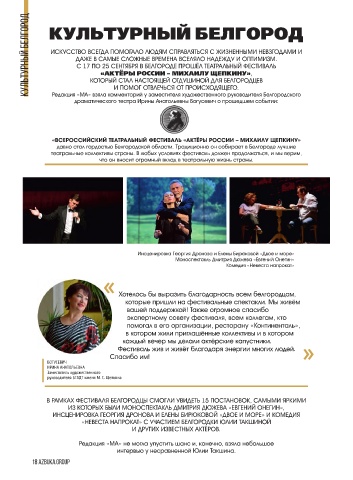 КУЛЬТУРНЫЙ БЕЛГОРОД
КУЛЬТУРНЫЙ БЕЛГОРОД
ИСКУССТВО ВСЕГДА ПОМОГАЛО ЛЮДЯМ СПРАВЛЯТЬСЯ С ЖИЗНЕННЫМИ НЕВЗГОДАМИ И
ДАЖЕ В САМЫЕ СЛОЖНЫЕ ВРЕМЕНА ВСЕЛЯЛО НАДЕЖДУ И ОПТИМИЗМ.
С 17 ПО 25 СЕНТЯБРЯ В БЕЛГОРОДЕ ПРОШЁЛ ТЕАТРАЛЬНЫЙ ФЕСТИВАЛЬ
«АКТЁРЫ РОССИИ – МИХАИЛУ ЩЕПКИНУ»,
КОТОРЫЙ СТАЛ НАСТОЯЩЕЙ ОТДУШИНОЙ ДЛЯ БЕЛГОРОДЦЕВ
И ПОМОГ ОТВЛЕЧЬСЯ ОТ ПРОИСХОДЯЩЕГО.
Редакция «МА» взяла комментарий у заместителя художественного руководителя Белгородского
драматического театра Ирины Анатольевны Богусевич о прошедшем событии:
«ВСЕРОССИЙСКИЙ ТЕАТРАЛЬНЫЙ ФЕСТИВАЛЬ «АКТЁРЫ РОССИИ – МИХАИЛУ ЩЕПКИНУ»
давно стал гордостью Белгородской области. Традиционно он собирает в Белгороде лучшие
театральные коллективы страны. В любых условиях фестиваль должен продолжаться, и мы верим,
что он вносит огромный вклад в театральную жизнь страны.
Инсценировка Георгия Дронова и Елены Бирюковой «Двое и море»
Моноспектакль Дмитрия Дюжева «Евгений Онегин»
Комедия «Невеста напрокат»
«
Хотелось бы выразить благодарность всем белгородцам,
которые пришли на фестивальные спектакли. Мы живём
вашей поддержкой! Также огромное спасибо
экспертному совету фестиваля, всем коллегам, кто
помогал в его организации, ресторану «Континенталь»,
в котором жили приглашённые коллективы и в котором
каждый вечер мы делали актёрские капустники.
Фестиваль жив и живёт благодаря энергии многих людей.
Спасибо им!
»
БОГУСЕВИЧ
ИРИНА АНАТОЛЬЕВНА
Заместитель художественного
руководителя БГАДТ имени М. С. Щепкина
В РАМКАХ ФЕСТИВАЛЯ БЕЛГОРОДЦЫ СМОГЛИ УВИДЕТЬ 15 ПОСТАНОВОК, САМЫМИ ЯРКИМИ
ИЗ КОТОРЫХ БЫЛИ МОНОСПЕКТАКЛЬ ДМИТРИЯ ДЮЖЕВА «ЕВГЕНИЙ ОНЕГИН»,
ИНСЦЕНИРОВКА ГЕОРГИЯ ДРОНОВА И ЕЛЕНЫ БИРЮКОВОЙ «ДВОЕ И МОРЕ» И КОМЕДИЯ
«НЕВЕСТА НАПРОКАТ» С УЧАСТИЕМ БЕЛГОРОДКИ ЮЛИИ ТАКШИНОЙ
И ДРУГИХ ИЗВЕСТНЫХ АКТЁРОВ.
Редакция «МА» не могла упустить шанс и, конечно, взяла небольшое
интервью у несравненной Юлии Такшиной.
18 AZBUKA.GROUP